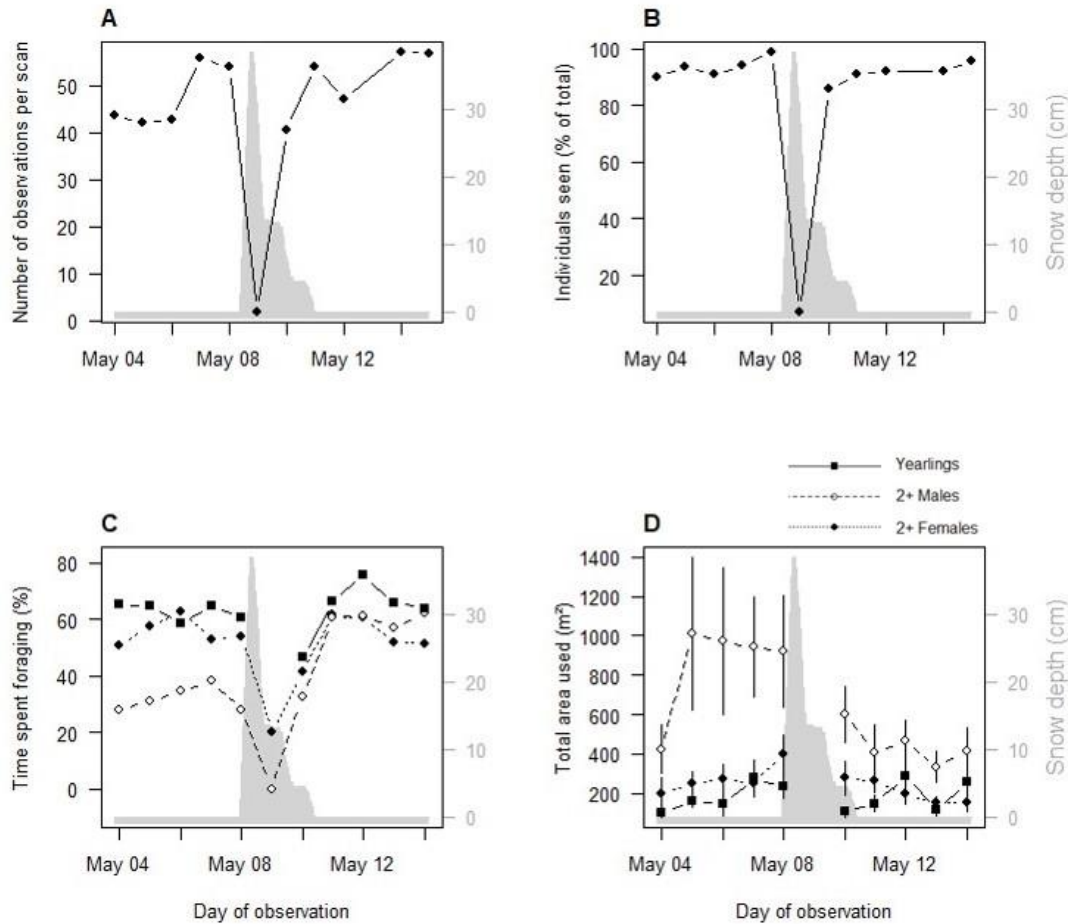 A
Number of observations per scan
50
40
30
20
10
0
30
20
10
0
May 04 May 08 May 12
B
Individuals seen (% of total)
100
80
60
40
20
30
20
10
0
Snow depth (cm)
May 04 May 08 May 12
Yearlings
2+ Males
2+ Females
C
Time spent foraging (%)
80
60
40
20
0
30
20
10
0
May 04 May 08 May 12
Day of observation
D
Total area used (m²)
1400
1200
1000
800
600
400
200
30
20
10
0
Snow depth (cm)
May 04 May 08 May 12
Day of observation